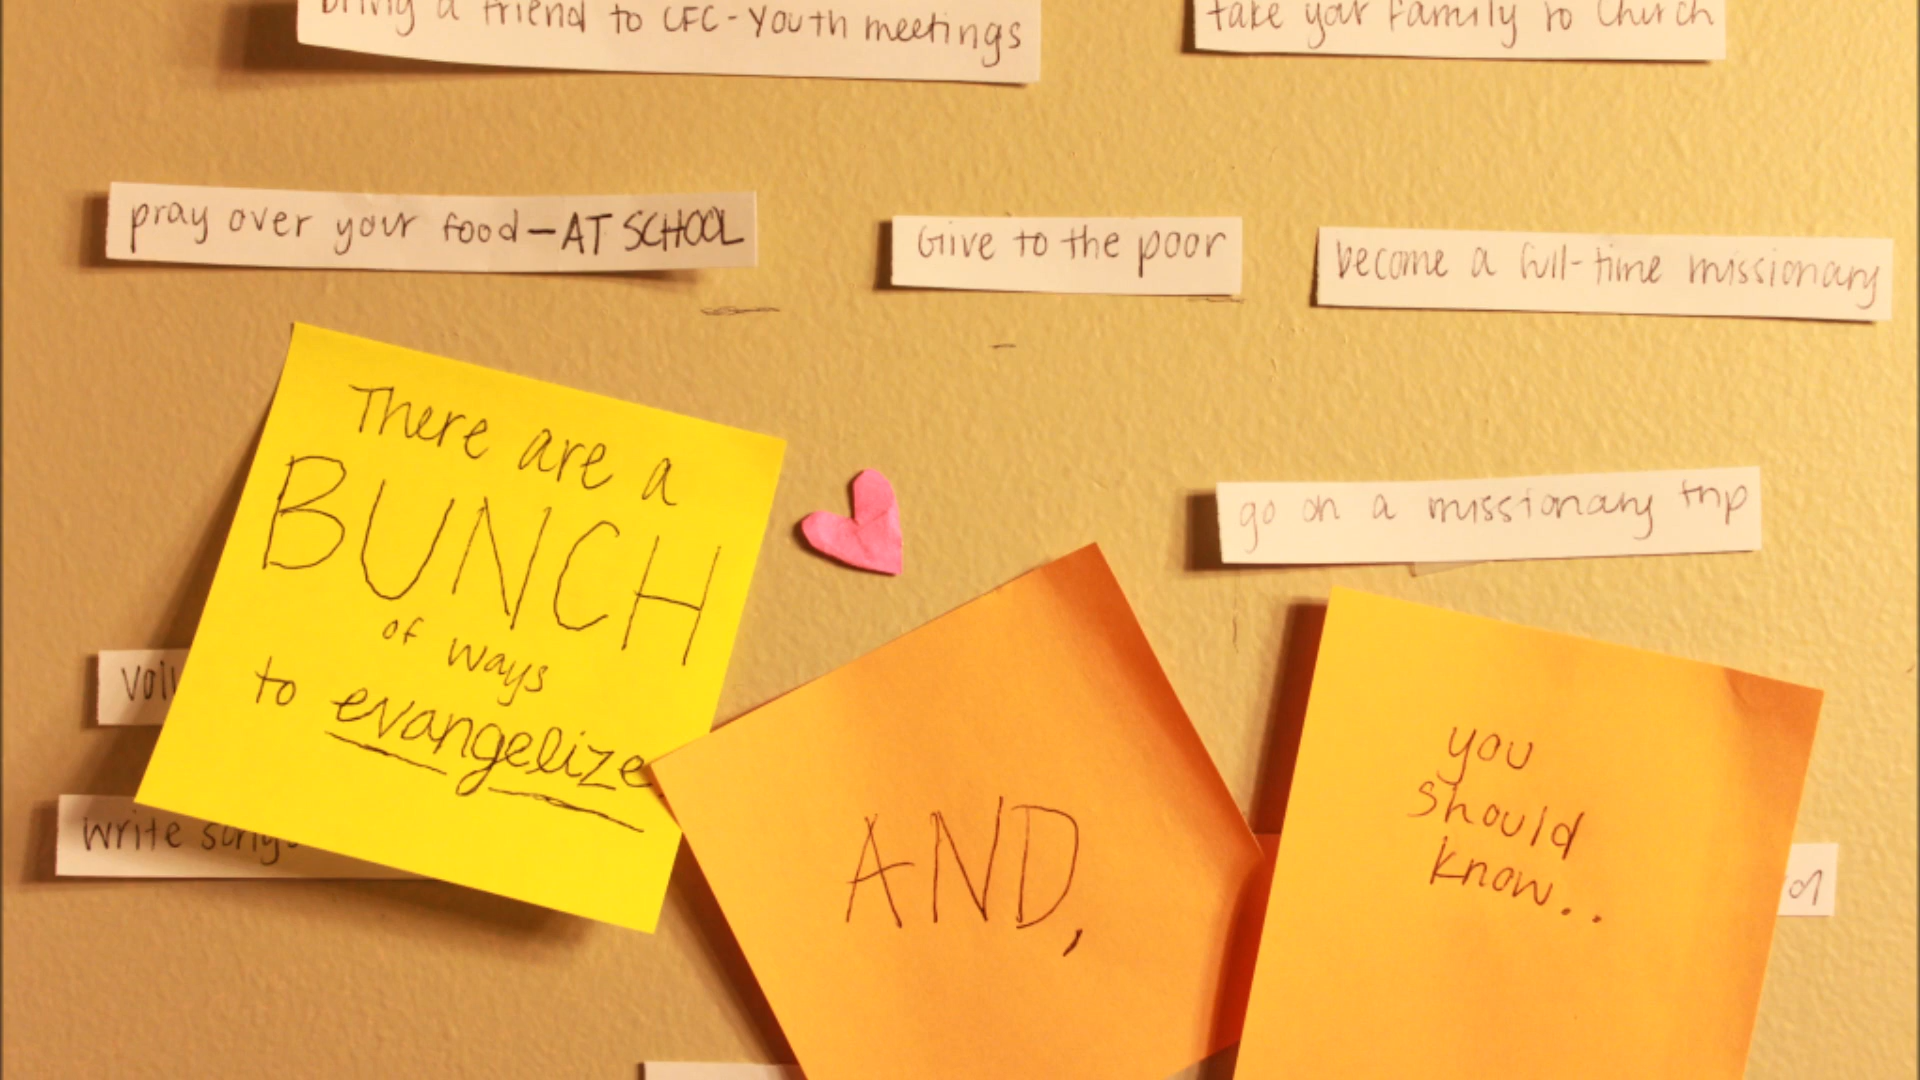 bring a friend to CFC-Youth meetings
take your family to Church
pray over your food—AT SCHOOL
Give to the poor
become a full-time missionary
go on a missionary trip
There are a
BUNCH
of ways
to evangelize
AND,
you
should
know..
write